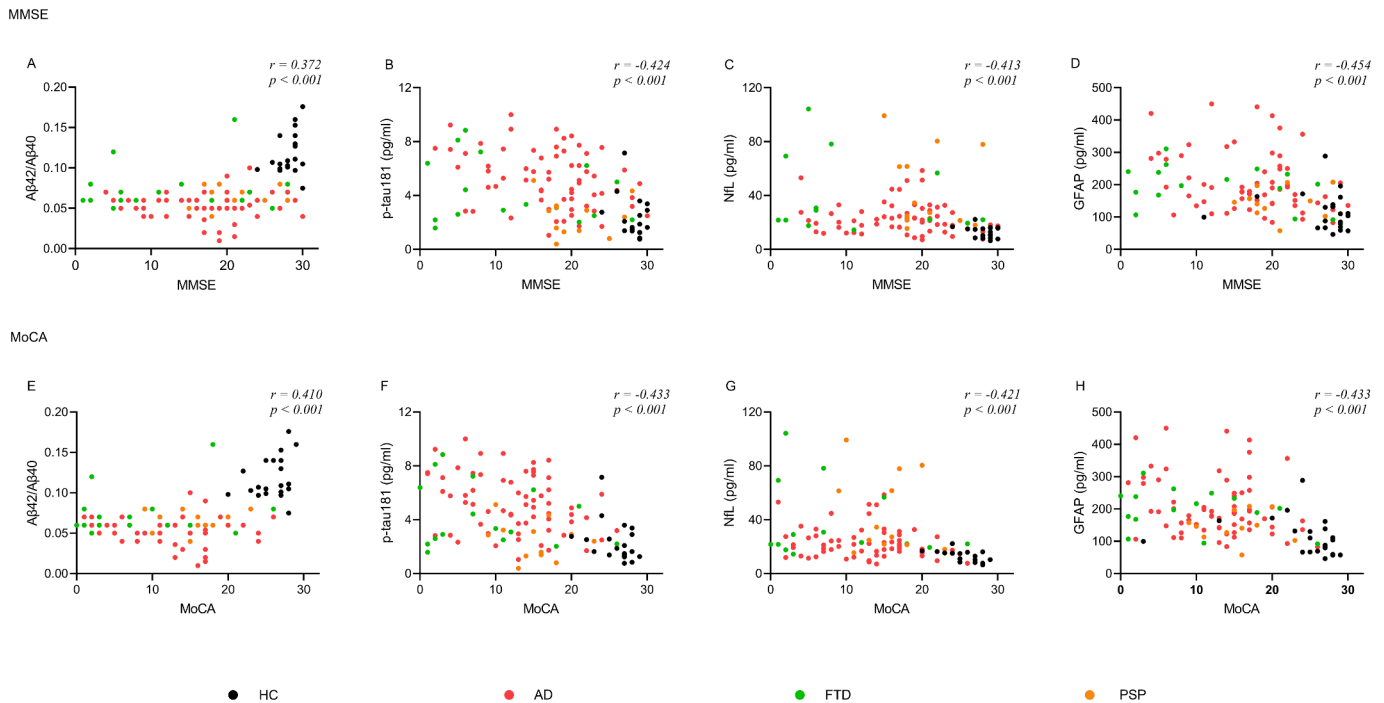 MMSE
A
r = 0.372
p < 0.001
Aβ42/Aβ40
0.20
0.15
0.10
0.05
0.00
0 10 20 30
MMSE
B
r = -0.424
p < 0.001
p-tau181 (pg/ml)
12
8
4
0
0 10 20 30
MMSE
C
r = -0.413
p < 0.001
NfL (pg/ml)
120
80
40
0
0 10 20 30
MMSE
D
r = -0.454
p < 0.001
GFAP (pg/ml)
500
400
300
200
100
0
0 10 20 30
MMSE
MoCA
E
r = 0.410
p < 0.001
Aβ42/Aβ40
0.20
0.15
0.10
0.05
0.00
0 10 20 30
MoCA
F
r = -0.433
p < 0.001
p-tau181 (pg/ml)
12
8
4
0
0 10 20 30
MoCA
G
r = -0.421
p < 0.001
NfL (pg/ml)
120
80
40
0
0 10 20 30
MoCA
H
r = -0.433
p < 0.001
GFAP (pg/ml)
500
400
300
200
100
0
0 10 20 30
MoCA
HC AD FTD PSP